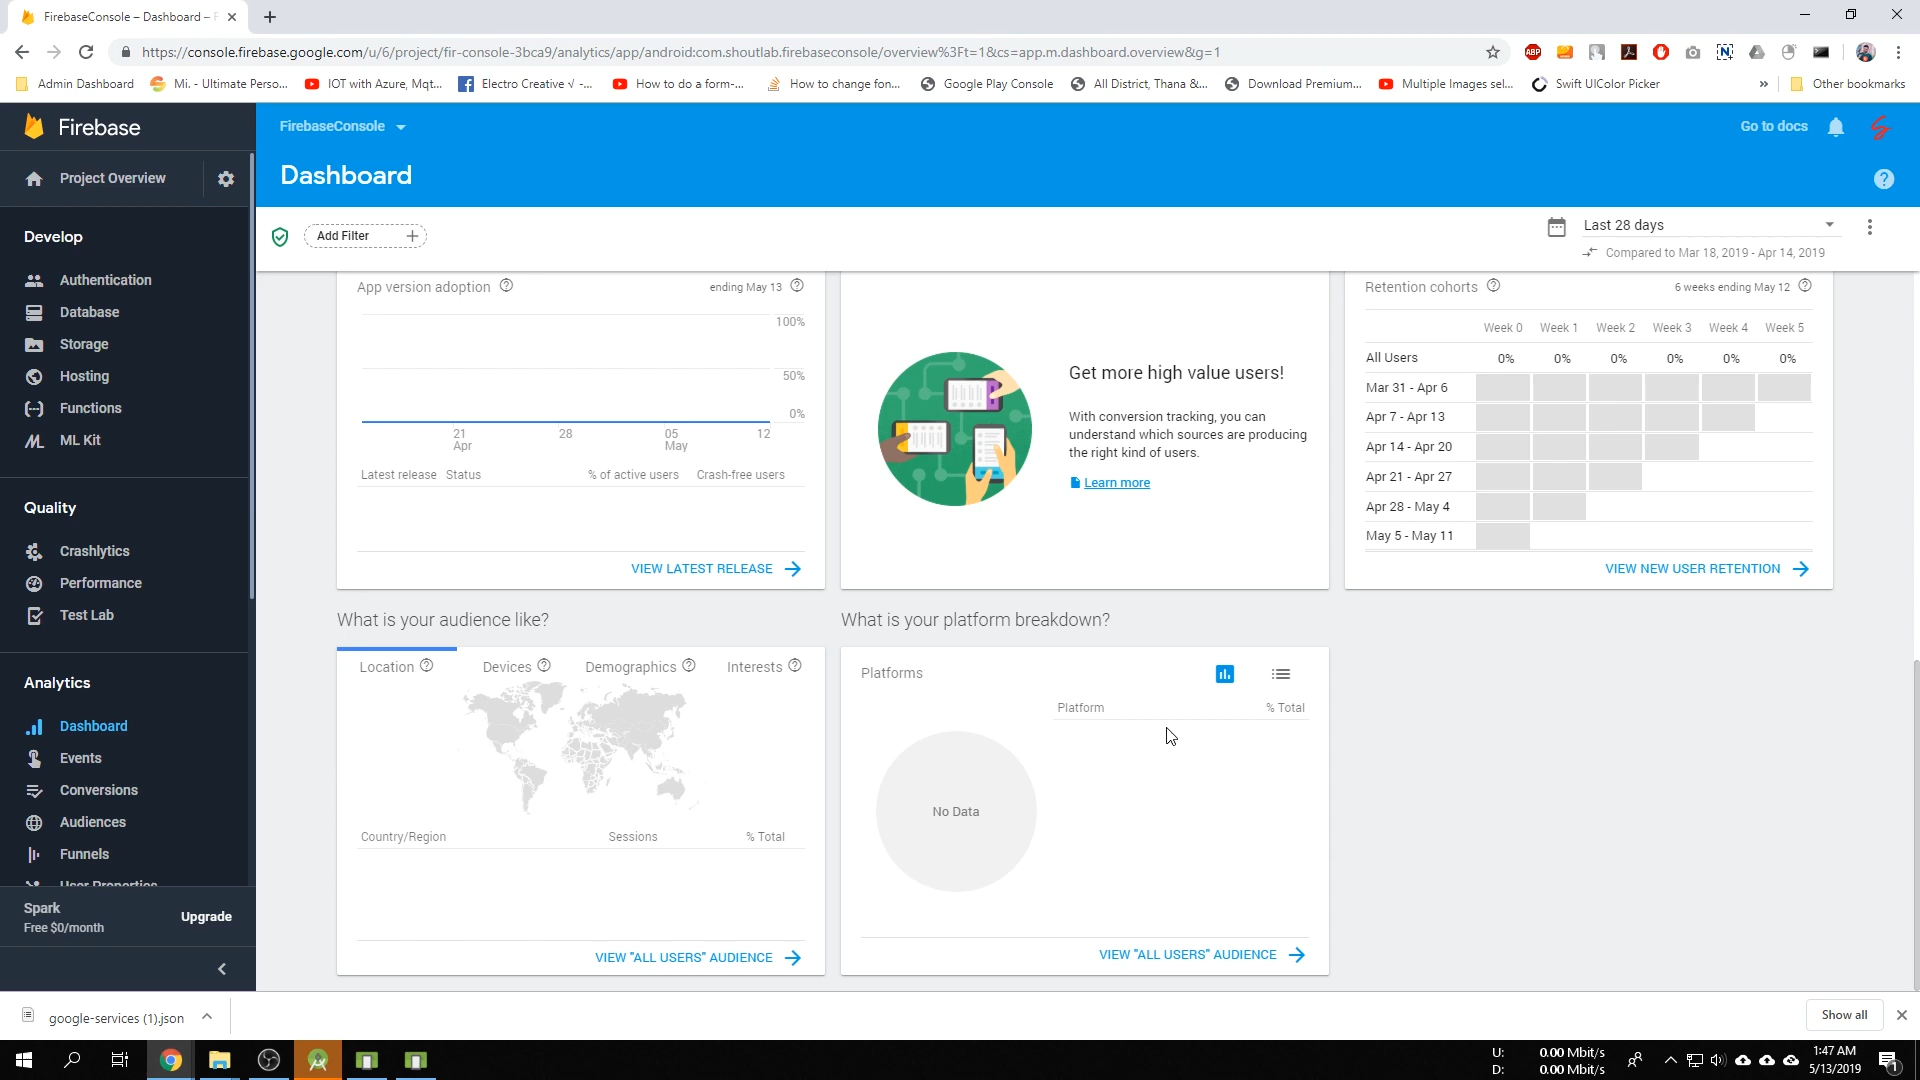 FirebaseConsole – Dashboard – F
https://console.firebase.google.com/u/6/project/fir-console-3bca9/analytics/app/android:com.shoutlab.firebaseconsole/overview%3Ft=1&cs=app.m.dashboard.overview&g=1
ABP
Admin Dashboard
Mi. - Ultimate Perso...
IOT with Azure, Mqt...
Electro Creative √ -...
How to do a form-...
How to change fon...
Google Play Console
All District, Thana &...
Download Premium...
Multiple Images sel...
Swift UIColor Picker
»
Other bookmarks
Firebase
FirebaseConsole
Go to docs
Project Overview
Dashboard
Develop
Add Filter +
Last 28 days
Compared to Mar 18, 2019 - Apr 14, 2019
Authentication
Database
Storage
Hosting
Functions
ML Kit
App version adoption
ending May 13
100%
50%
0%
21 28 05 12
Apr May
Latest release Status % of active users Crash-free users
VIEW LATEST RELEASE
Get more high value users!
With conversion tracking, you can
understand which sources are producing
the right kind of users.
Learn more
Retention cohorts
6 weeks ending May 12
Week 0 Week 1 Week 2 Week 3 Week 4 Week 5
All Users 0% 0% 0% 0% 0% 0%
Mar 31 - Apr 6
Apr 7 - Apr 13
Apr 14 - Apr 20
Apr 21 - Apr 27
Apr 28 - May 4
May 5 - May 11
VIEW NEW USER RETENTION
Quality
Crashlytics
Performance
Test Lab
Analytics
Dashboard
Events
Conversions
Audiences
Funnels
User Properties
Spark
Free $0/month
Upgrade
What is your audience like?
Location Devices Demographics Interests
Country/Region Sessions % Total
VIEW "ALL USERS" AUDIENCE
What is your platform breakdown?
Platforms
Platform % Total
No Data
VIEW "ALL USERS" AUDIENCE
google-services (1).json
Show all
U: 0.00 Mbit/s
D: 0.00 Mbit/s
1:47 AM
5/13/2019
1